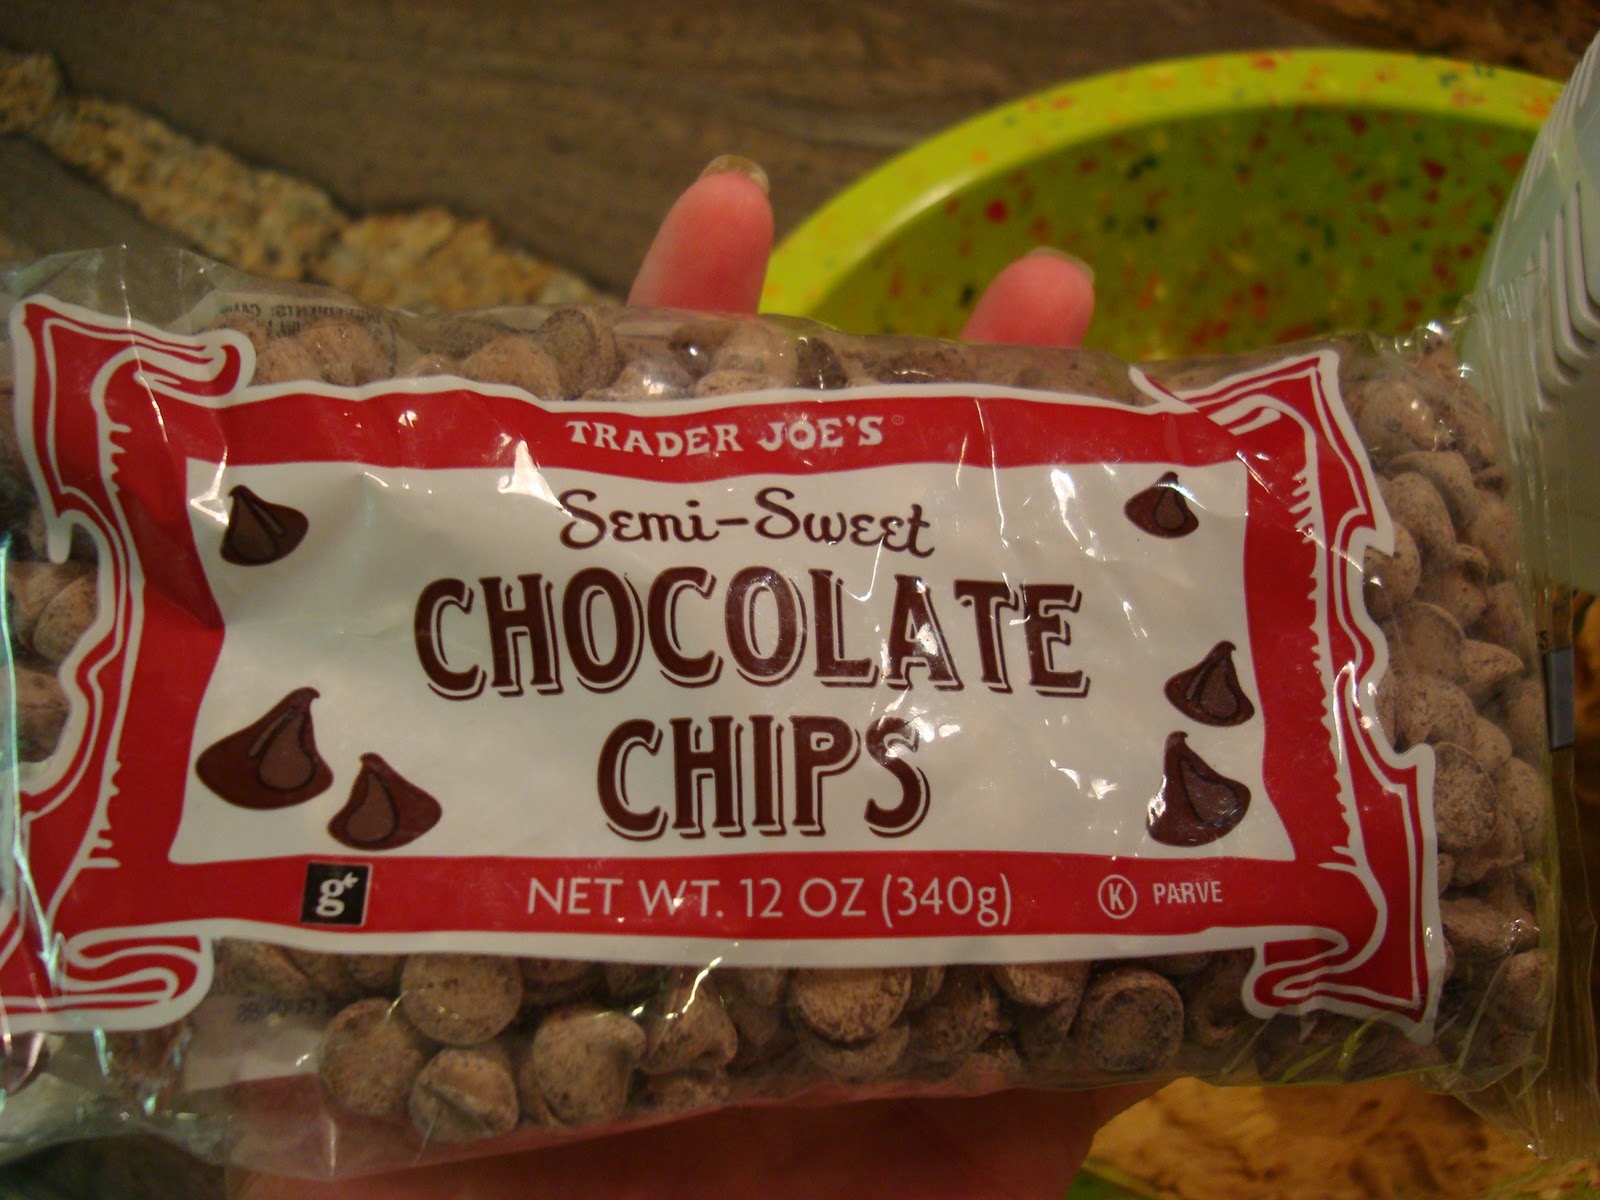 TRADER JOE'S
Semi-Sweet
CHOCOLATE
CHIPS
g
NET WT. 12 OZ (340g)
K PARVE